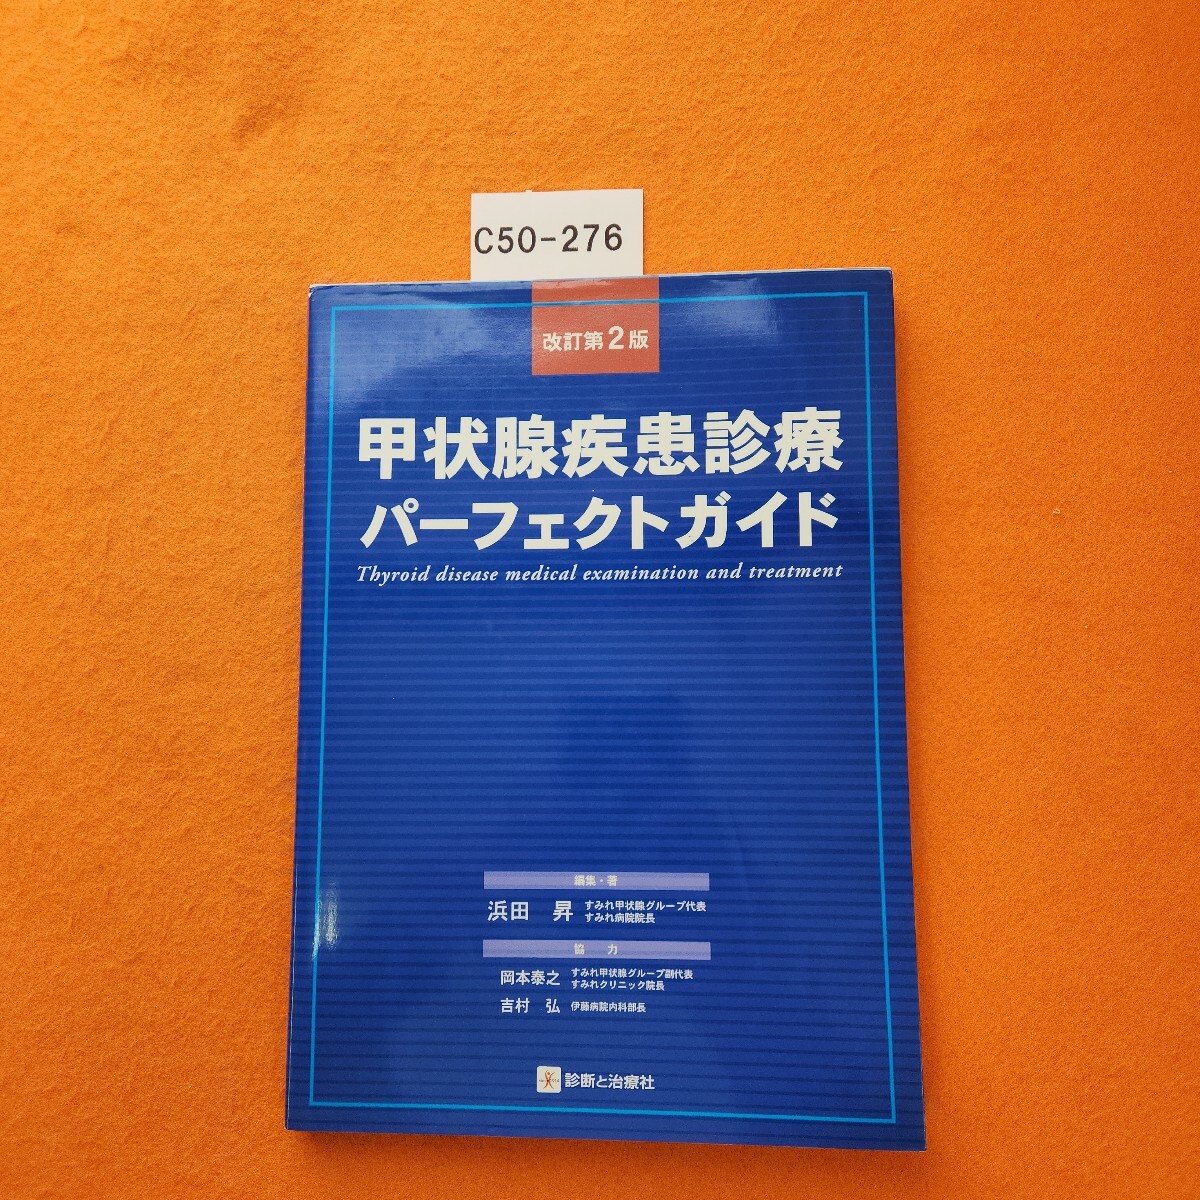 C50-276
改訂第2版
甲状腺疾患診療
パーフェクトガイド
Thyroid disease medical examination and treatment
編集・著
浜田 昇 すみれ甲状腺グループ代表
すみれ病院院長
協 力
岡本泰之 すみれ甲状腺グループ副代表
すみれクリニック院長
吉村 弘 伊藤病院内科部長
診断と治療社